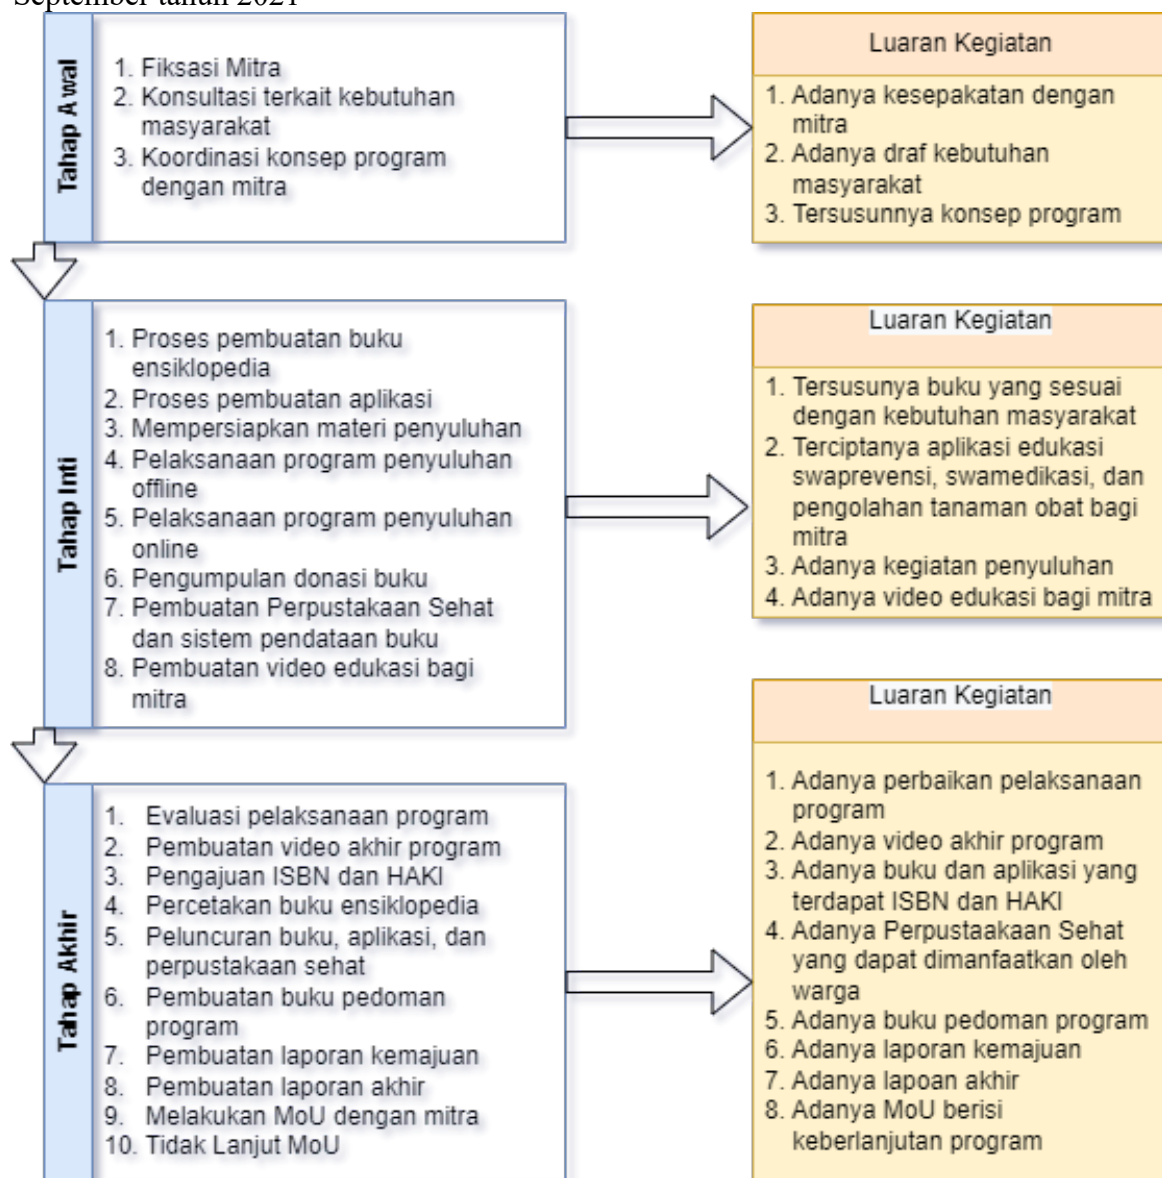 September tahun 2021
Tahap Awal
1. Fiksasi Mitra
2. Konsultasi terkait kebutuhan
masyarakat
3. Koordinasi konsep program
dengan mitra
Luaran Kegiatan
1. Adanya kesepakatan dengan
mitra
2. Adanya draf kebutuhan
masyarakat
3. Tersusunnya konsep program
Tahap Inti
1. Proses pembuatan buku
ensiklopedia
2. Proses pembuatan aplikasi
3. Mempersiapkan materi penyuluhan
4. Pelaksanaan program penyuluhan
offline
5. Pelaksanaan program penyuluhan
online
6. Pengumpulan donasi buku
7. Pembuatan Perpustakaan Sehat
dan sistem pendataan buku
8. Pembuatan video edukasi bagi
mitra
Luaran Kegiatan
1. Tersusunya buku yang sesuai
dengan kebutuhan masyarakat
2. Terciptanya aplikasi edukasi
swaprevensi, swamedikasi, dan
pengolahan tanaman obat bagi
mitra
3. Adanya kegiatan penyuluhan
4. Adanya video edukasi bagi mitra
Tahap Akhir
1. Evaluasi pelaksanaan program
2. Pembuatan video akhir program
3. Pengajuan ISBN dan HAKI
4. Percetakan buku ensiklopedia
5. Peluncuran buku, aplikasi, dan
perpustakaan sehat
6. Pembuatan buku pedoman
program
7. Pembuatan laporan kemajuan
8. Pembuatan laporan akhir
9. Melakukan MoU dengan mitra
10. Tidak Lanjut MoU
Luaran Kegiatan
1. Adanya perbaikan pelaksanaan
program
2. Adanya video akhir program
3. Adanya buku dan aplikasi yang
terdapat ISBN dan HAKI
4. Adanya Perpustaakaan Sehat
yang dapat dimanfaatkan oleh
warga
5. Adanya buku pedoman program
6. Adanya laporan kemajuan
7. Adanya lapoan akhir
8. Adanya MoU berisi
keberlanjutan program